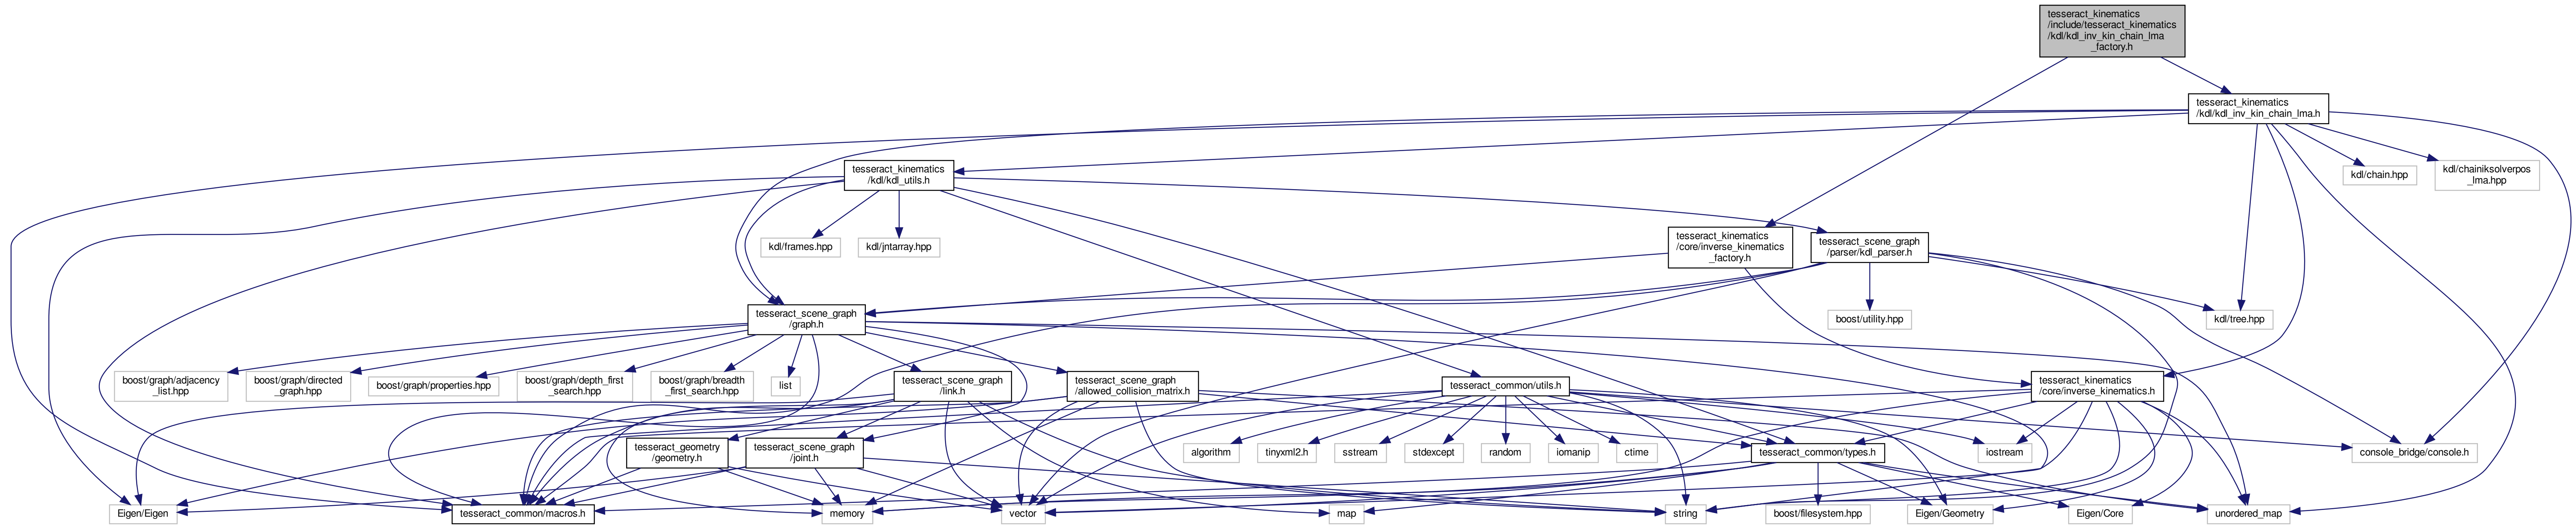 tesseract_kinematics
/include/tesseract_kinematics
/kdl/kdl_inv_kin_chain_lma
_factory.h
tesseract_kinematics
/kdl/kdl_inv_kin_chain_lma.h
tesseract_kinematics
/kdl/kdl_utils.h
kdl/chain.hpp
kdl/chainiksolverpos
_lma.hpp
kdl/frames.hpp
kdl/jntarray.hpp
tesseract_kinematics
/core/inverse_kinematics
_factory.h
tesseract_scene_graph
/parser/kdl_parser.h
tesseract_scene_graph
/graph.h
boost/utility.hpp
kdl/tree.hpp
boost/graph/adjacency
_list.hpp
boost/graph/directed
_graph.hpp
boost/graph/properties.hpp
boost/graph/depth_first
_search.hpp
boost/graph/breadth
_first_search.hpp
list
tesseract_scene_graph
/link.h
tesseract_scene_graph
/allowed_collision_matrix.h
tesseract_common/utils.h
tesseract_kinematics
/core/inverse_kinematics.h
tesseract_geometry
/geometry.h
tesseract_scene_graph
/joint.h
algorithm
tinyxml2.h
sstream
stdexcept
random
iomanip
ctime
tesseract_common/types.h
iostream
console_bridge/console.h
Eigen/Eigen
tesseract_common/macros.h
memory
vector
map
string
boost/filesystem.hpp
Eigen/Geometry
Eigen/Core
unordered_map